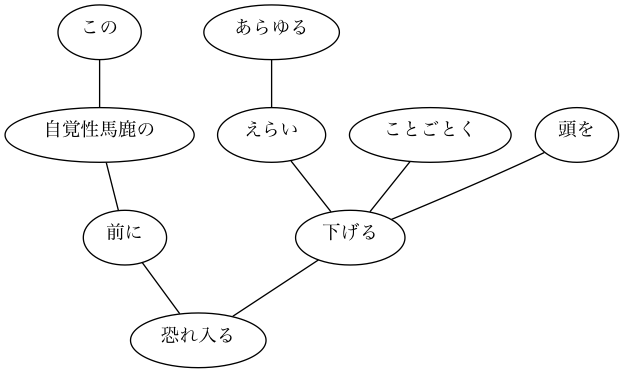 この
あらゆる
自覚性馬鹿の
えらい
ことごとく
頭を
前に
下げる
恐れ入る